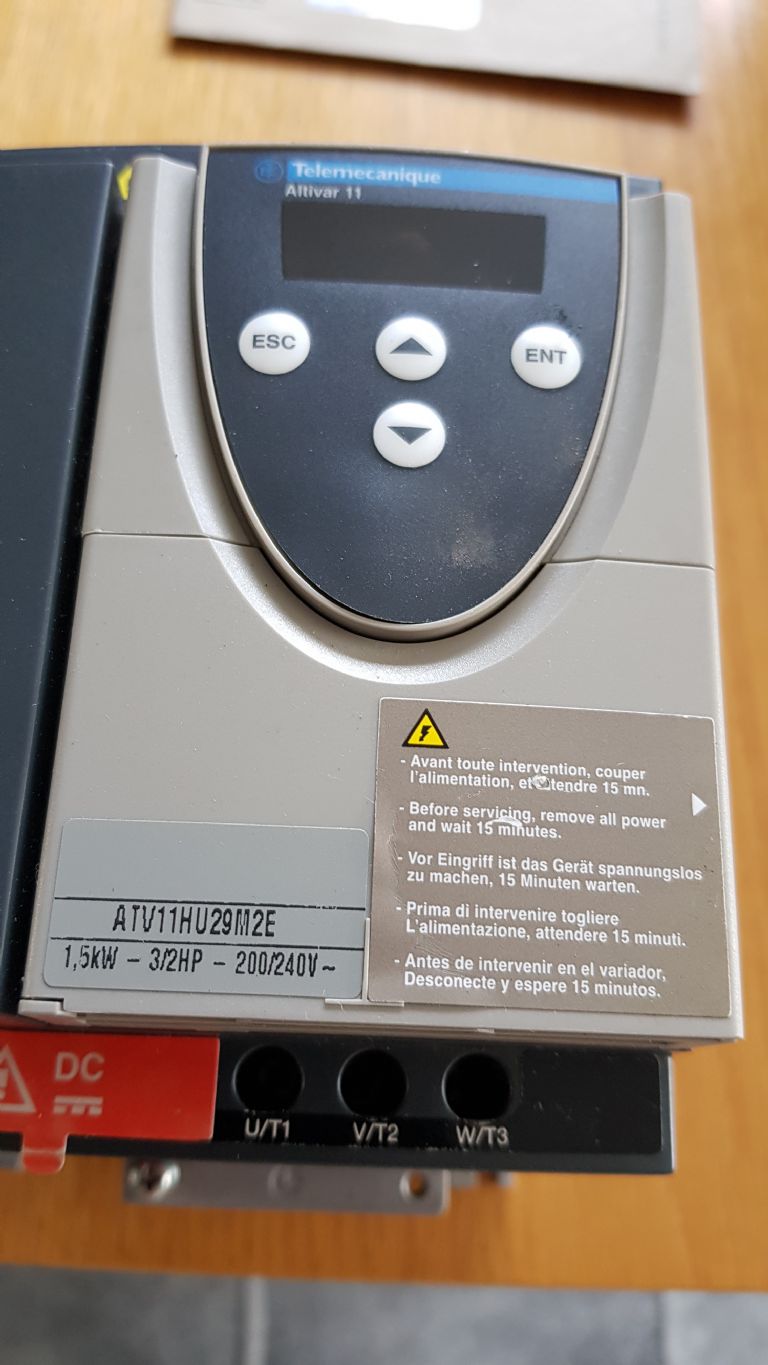 Telemecanique
Altivar 11
ESC
ENT
- Avant toute intervention, couper
l'alimentation, et attendre 15 mn.
- Before servicing, remove all power
and wait 15 minutes.
- Vor Eingriff ist das Gerät spannungslos
zu machen, 15 Minuten warten.
- Prima di intervenire togliere
L'alimentazione, attendere 15 minuti.
- Antes de intervenir en el variador,
Desconecte y espere 15 minutos.
ATV11HU29M2E
1,5kW – 3/2HP – 200/240V~
DC
U/T1 V/T2 W/T3